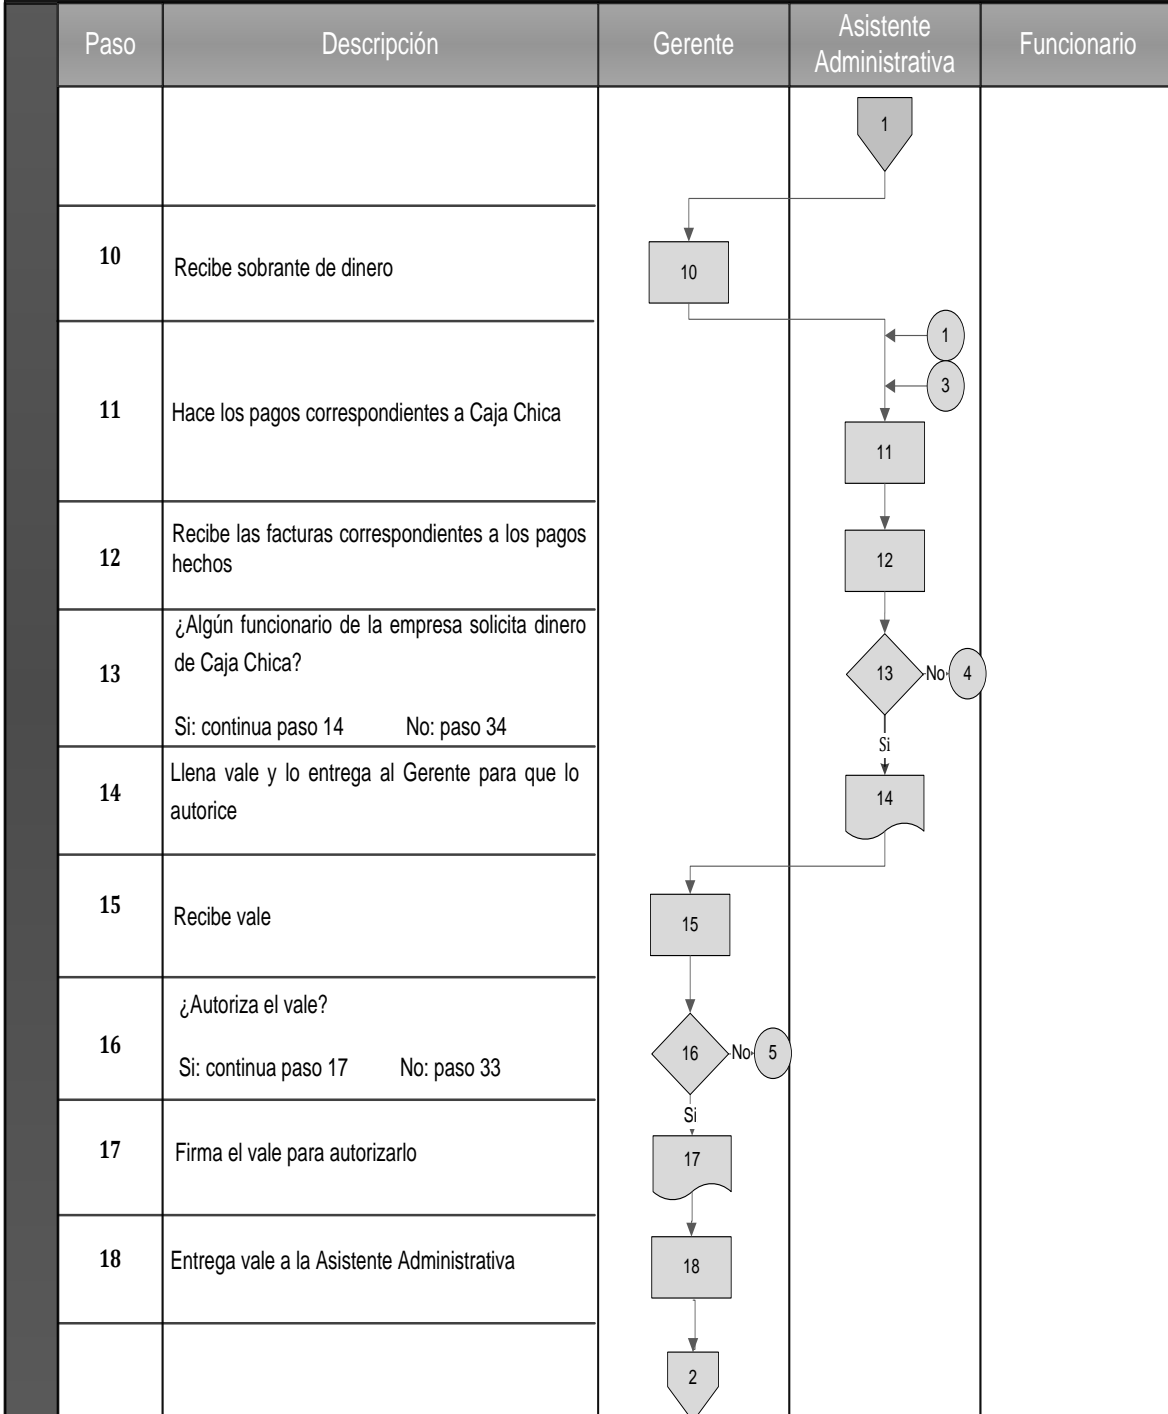 Paso
Descripción
Gerente
Asistente
Administrativa
Funcionario
1
10
Recibe sobrante de dinero
10
1
3
11
Hace los pagos correspondientes a Caja Chica
11
12
Recibe las facturas correspondientes a los pagos
hechos
12
13
¿Algún funcionario de la empresa solicita dinero
de Caja Chica?
Si: continua paso 14 No: paso 34
13
No
4
Si
14
Llena vale y lo entrega al Gerente para que lo
autorice
14
15
Recibe vale
15
16
¿Autoriza el vale?
Si: continua paso 17 No: paso 33
16
No
5
Si
17
Firma el vale para autorizarlo
17
18
Entrega vale a la Asistente Administrativa
18
2